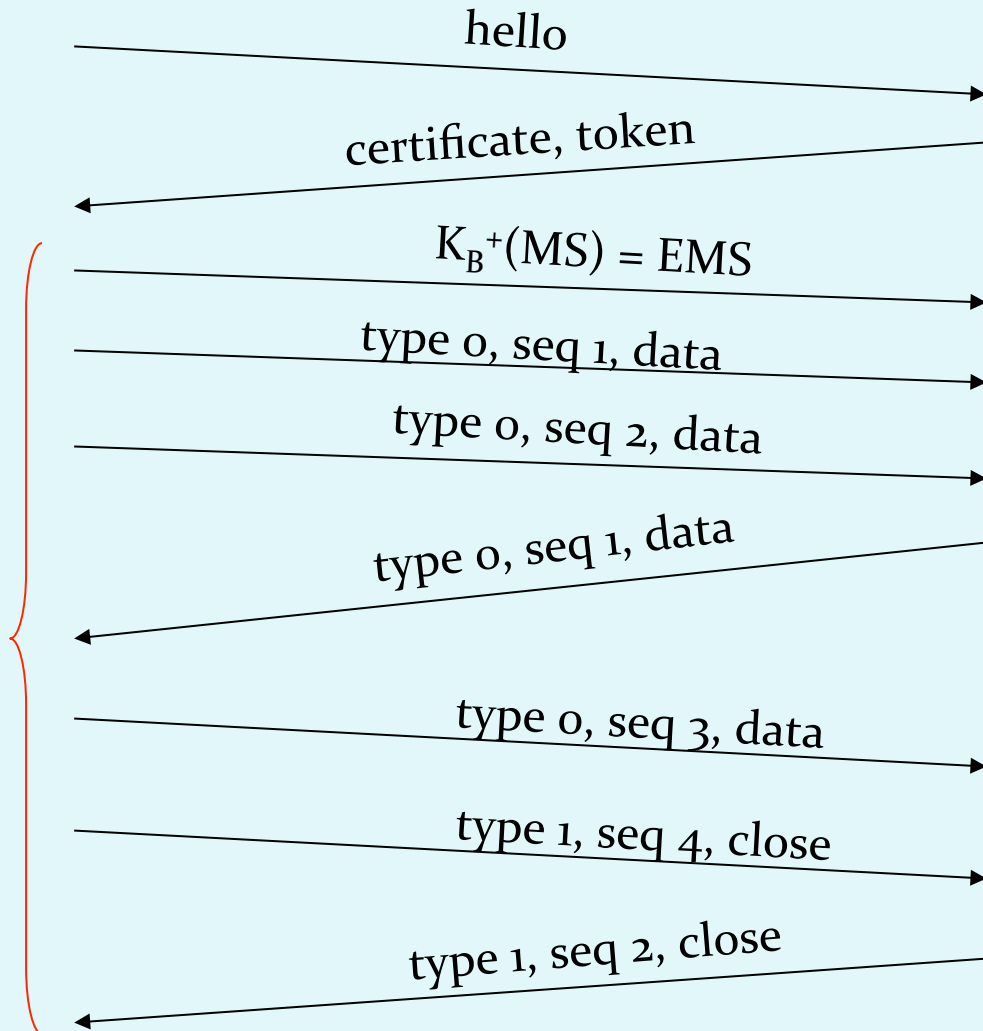 hello
certificate, token
K_B⁺(MS) = EMS
type 0, seq 1, data
type 0, seq 2, data
type 0, seq 1, data
type 0, seq 3, data
type 1, seq 4, close
type 1, seq 2, close